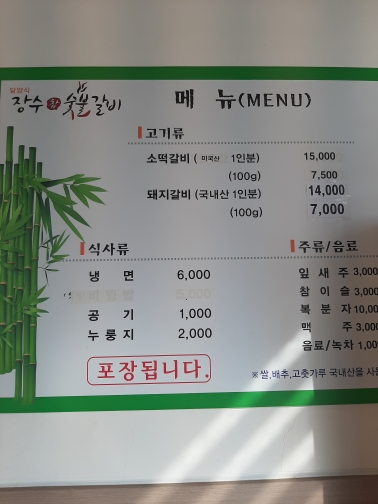 담양식
장수 숯불갈비
메 뉴(MENU)
고기류
소떡갈비 ( 미국산 1인분) 15,000
(100g) 7,500
돼지갈비 (국내산 1인분) 14,000
(100g) 7,000
식사류
냉 면 6,000
공 기 1,000
누 룽 지 2,000
포장됩니다.
주류/음료
잎 새 주 3,000
참 이 슬 3,000
복 분 자 10,00
맥 주 3,00
음료/녹차 1,00
※쌀,배추,고춧가루 국내산을 사용